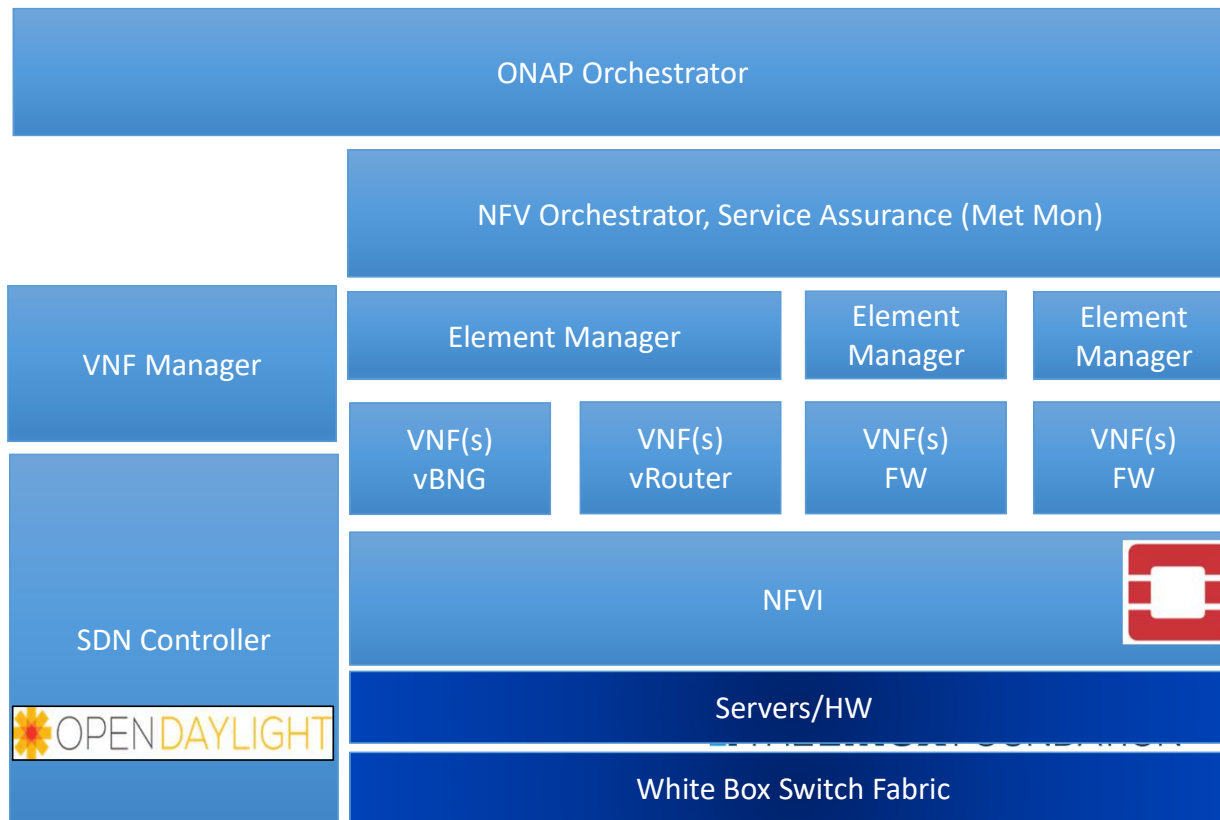 ONAP Orchestrator
NFV Orchestrator, Service Assurance (Met Mon)
VNF Manager
Element Manager
Element
Manager
Element
Manager
VNF(s)
vBNG
VNF(s)
vRouter
VNF(s)
FW
VNF(s)
FW
SDN Controller
OPENDAYLIGHT
NFVI
Servers/HW
White Box Switch Fabric